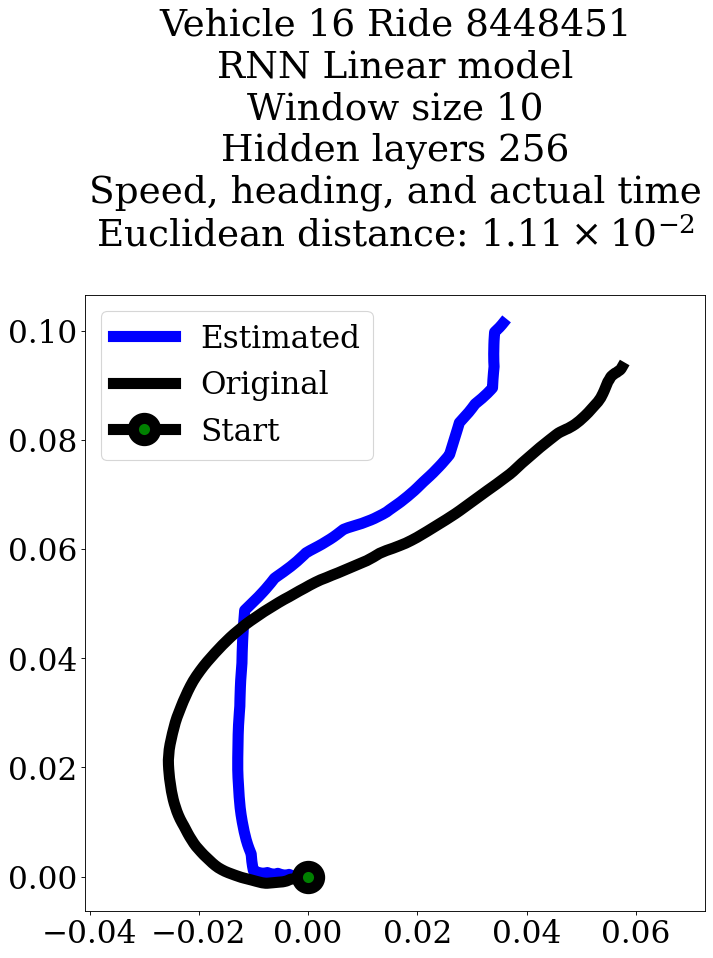 Vehicle 16 Ride 8448451
RNN Linear model
Window size 10
Hidden layers 256
Speed, heading, and actual time
Euclidean distance: 1.11 × 10⁻²
Estimated
Original
Start
0.10
0.08
0.06
0.04
0.02
0.00
−0.04 −0.02 0.00 0.02 0.04 0.06